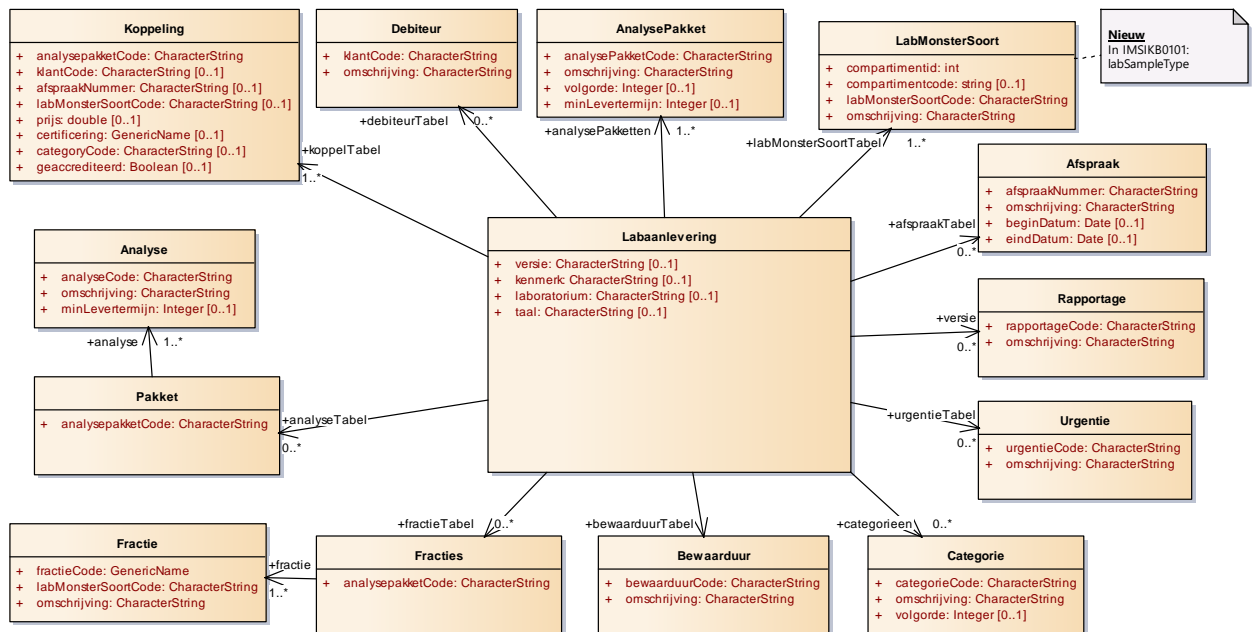 Koppeling
+ analysepakketCode: CharacterString
+ klantCode: CharacterString [0..1]
+ afspraakNummer: CharacterString [0..1]
+ labMonsterSoortCode: CharacterString [0..1]
+ prijs: double [0..1]
+ certificering: GenericName [0..1]
+ categoryCode: CharacterString [0..1]
+ geaccrediteerd: Boolean [0..1]
Debiteur
+ klantCode: CharacterString
+ omschrijving: CharacterString
AnalysePakket
+ analysePakketCode: CharacterString
+ omschrijving: CharacterString
+ volgorde: Integer [0..1]
+ minLevertermijn: Integer [0..1]
LabMonsterSoort
+ compartimentid: int
+ compartimentcode: string [0..1]
+ labMonsterSoortCode: CharacterString
+ omschrijving: CharacterString
Nieuw
In IMSIKB0101:
labSampleType
+koppelTabel
1..*
+debiteurTabel
0..*
+analysePakketten
1..*
+labMonsterSoortTabel
1..*
Afspraak
+ afspraakNummer: CharacterString
+ omschrijving: CharacterString
+ beginDatum: Date [0..1]
+ eindDatum: Date [0..1]
+afspraakTabel
0..*
Labaanlevering
+ versie: CharacterString [0..1]
+ kenmerk: CharacterString [0..1]
+ laboratorium: CharacterString [0..1]
+ taal: CharacterString [0..1]
Analyse
+ analyseCode: CharacterString
+ omschrijving: CharacterString
+ minLevertermijn: Integer [0..1]
+analyse
1..*
Rapportage
+ rapportageCode: CharacterString
+ omschrijving: CharacterString
+versie
0..*
Pakket
+ analysepakketCode: CharacterString
+analyseTabel
0..*
Urgentie
+ urgentieCode: CharacterString
+ omschrijving: CharacterString
+urgentieTabel
0..*
+fractieTabel
0..*
+bewaarduurTabel
+categorieen
0..*
Fractie
+ fractieCode: GenericName
+ labMonsterSoortCode: CharacterString
+ omschrijving: CharacterString
+fractie
1..*
Fracties
+ analysepakketCode: CharacterString
Bewaarduur
+ bewaarduurCode: CharacterString
+ omschrijving: CharacterString
Categorie
+ categorieCode: CharacterString
+ omschrijving: CharacterString
+ volgorde: Integer [0..1]